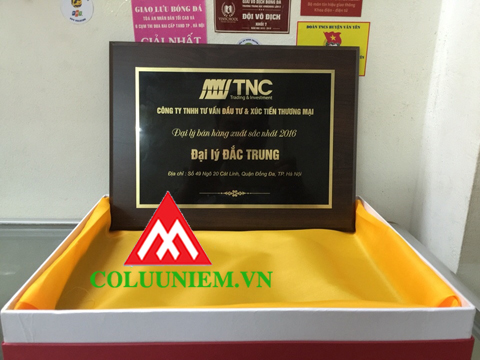 GIAO LƯU BÓNG ĐÁ
GIẢI NHẤT
ĐỘI VÔ ĐỊCH
TNC
Trading & Investment
CÔNG TY TNHH TƯ VẤN ĐẦU TƯ & XÚC TIẾN THƯƠNG MẠI
Đại lý bán hàng xuất sắc nhất 2016
Đại lý ĐẮC TRUNG
Địa chỉ : Số 49 Ngõ 20 Cát Linh, Quận Đống Đa, TP. Hà Nội
COLUUNIEM.VN